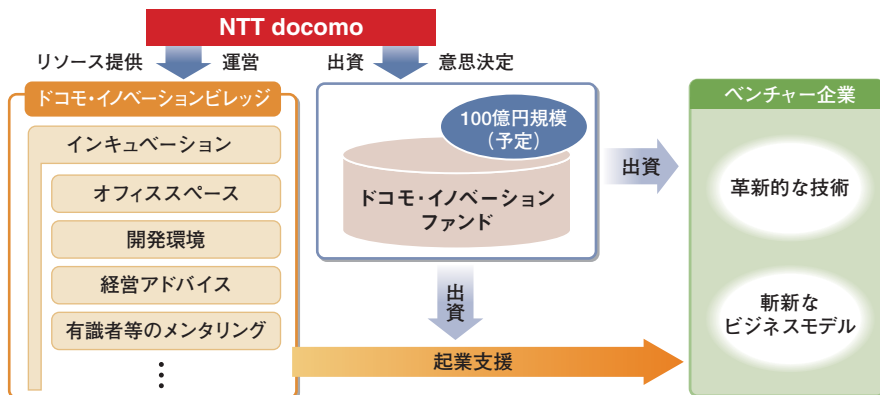 NTT docomo
リソース提供
運営
出資
意思決定
ドコモ・イノベーションビレッジ
インキュベーション
オフィススペース
開発環境
経営アドバイス
有識者等のメンタリング
⋮
100億円規模
(予定)
ドコモ・イノベーション
ファンド
出資
出資
起業支援
ベンチャー企業
革新的な技術
斬新な
ビジネスモデル